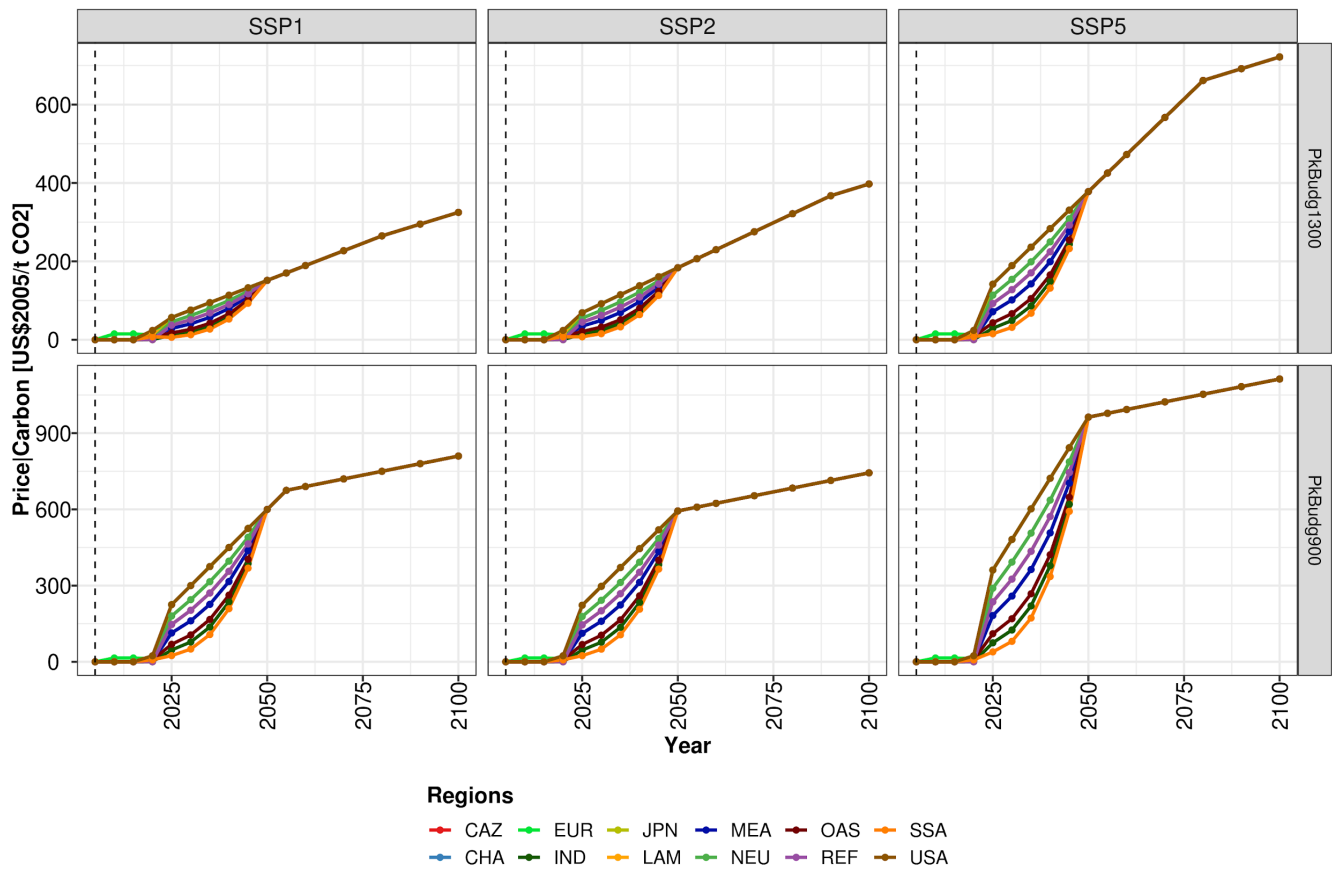 SSP1 SSP2 SSP5
Price|Carbon [US$2005/t CO2]
600
400
200
0
PkBudg1300
900
600
300
0
PkBudg900
2025 2050 2075 2100 2025 2050 2075 2100 2025 2050 2075 2100
Year
Regions
CAZ EUR JPN MEA OAS SSA
CHA IND LAM NEU REF USA